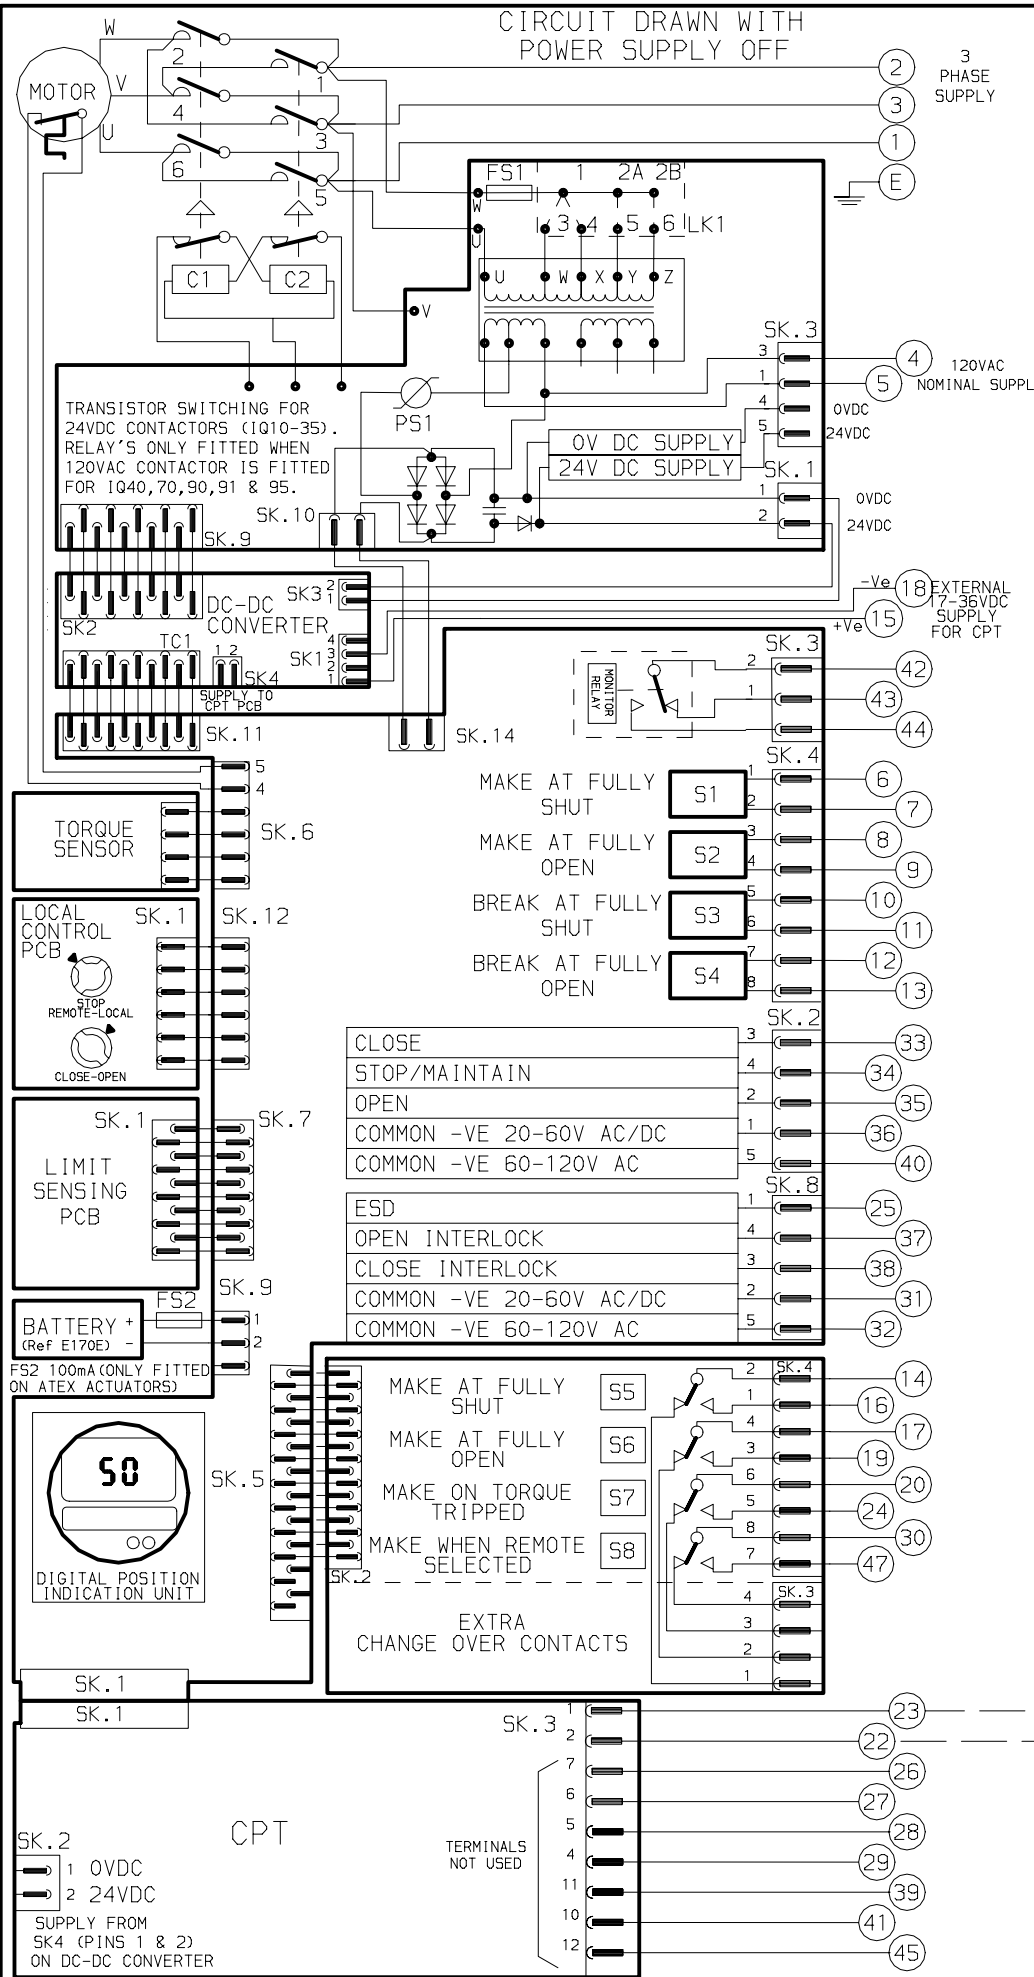 CIRCUIT DRAWN WITH
POWER SUPPLY OFF
W
2
MOTOR
V
1
4
U
3
6
5
2
3
PHASE
SUPPLY
3
1
E
FS1
1
2A
2B
W
U
3
4
5
6
LK1
C1
C2
U
W
X
Y
Z
V
SK.3
3
4
120VAC
NOMINAL SUPPL
1
5
4
0VDC
5
24VDC
PS1
TRANSISTOR SWITCHING FOR
24VDC CONTACTORS (IQ10-35).
RELAY'S ONLY FITTED WHEN
120VAC CONTACTOR IS FITTED
FOR IQ40,70,90,91 & 95.
0V DC SUPPLY
24V DC SUPPLY
SK.1
1
0VDC
2
24VDC
SK.10
SK.9
SK2
DC-DC
CONVERTER
SK3
2
1
TC1
SK1
4
3
2
1
1 2
SK4
SUPPLY TO
CPT PCB
-Ve
18
EXTERNAL
17-36VDC
SUPPLY
FOR CPT
+Ve
15
SK.11
SK.14
MONITOR
RELAY
SK.3
2
42
1
43
44
SK.4
MAKE AT FULLY
SHUT
S1
1
6
2
7
MAKE AT FULLY
OPEN
S2
3
8
4
9
BREAK AT FULLY
SHUT
S3
5
10
6
11
BREAK AT FULLY
OPEN
S4
7
12
8
13
5
4
TORQUE
SENSOR
SK.6
LOCAL
CONTROL
PCB
SK.1
SK.12
STOP
REMOTE-LOCAL
CLOSE-OPEN
SK.2
CLOSE
3
33
STOP/MAINTAIN
4
34
OPEN
2
35
COMMON -VE 20-60V AC/DC
1
36
COMMON -VE 60-120V AC
5
40
SK.1
SK.7
LIMIT
SENSING
PCB
SK.8
ESD
1
25
OPEN INTERLOCK
4
37
CLOSE INTERLOCK
3
38
COMMON -VE 20-60V AC/DC
2
31
COMMON -VE 60-120V AC
5
32
SK.9
FS2
BATTERY
(Ref E170E)
+
-
1
2
FS2 100mA(ONLY FITTED
ON ATEX ACTUATORS)
SK.4
MAKE AT FULLY
SHUT
S5
2
14
1
16
MAKE AT FULLY
OPEN
S6
4
17
3
19
MAKE ON TORQUE
TRIPPED
S7
6
20
5
24
MAKE WHEN REMOTE
SELECTED
S8
8
30
7
47
SK.5
SK.2
50
DIGITAL POSITION
INDICATION UNIT
SK.3
EXTRA
CHANGE OVER CONTACTS
4
3
2
1
SK.1
SK.1
SK.3
1
23
2
22
7
26
6
27
5
28
4
29
11
39
10
41
12
45
TERMINALS
NOT USED
CPT
SK.2
1 0VDC
2 24VDC
SUPPLY FROM
SK4 (PINS 1 & 2)
ON DC-DC CONVERTER